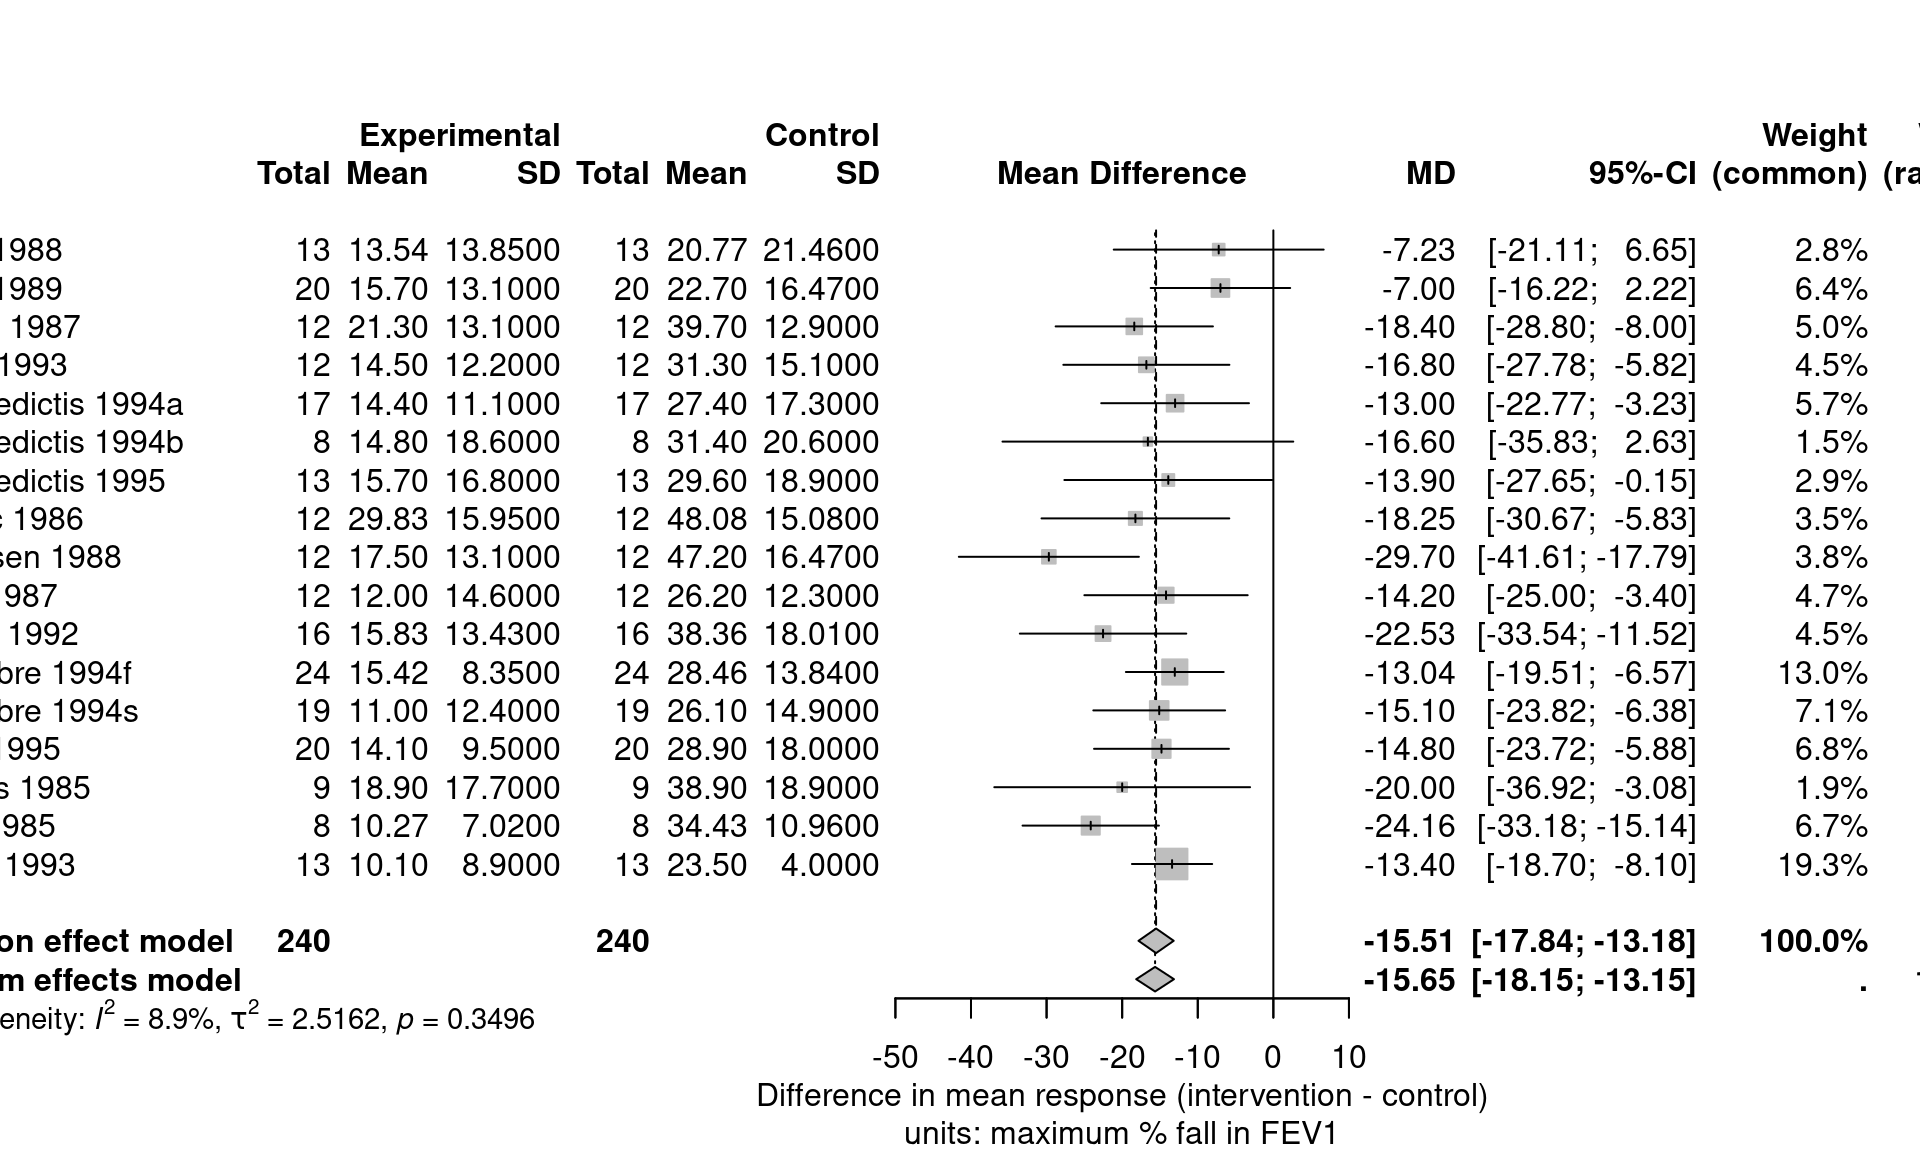 Experimental Control Weight
Total Mean SD Total Mean SD Mean Difference MD 95%-CI (common) (ra
1988 13 13.54 13.8500 13 20.77 21.4600 -7.23 [-21.11; 6.65] 2.8%
1989 20 15.70 13.1000 20 22.70 16.4700 -7.00 [-16.22; 2.22] 6.4%
1987 12 21.30 13.1000 12 39.70 12.9000 -18.40 [-28.80; -8.00] 5.0%
1993 12 14.50 12.2000 12 31.30 15.1000 -16.80 [-27.78; -5.82] 4.5%
edictis 1994a 17 14.40 11.1000 17 27.40 17.3000 -13.00 [-22.77; -3.23] 5.7%
edictis 1994b 8 14.80 18.6000 8 31.40 20.6000 -16.60 [-35.83; 2.63] 1.5%
edictis 1995 13 15.70 16.8000 13 29.60 18.9000 -13.90 [-27.65; -0.15] 2.9%
1986 12 29.83 15.9500 12 48.08 15.0800 -18.25 [-30.67; -5.83] 3.5%
sen 1988 12 17.50 13.1000 12 47.20 16.4700 -29.70 [-41.61; -17.79] 3.8%
987 12 12.00 14.6000 12 26.20 12.3000 -14.20 [-25.00; -3.40] 4.7%
1992 16 15.83 13.4300 16 38.36 18.0100 -22.53 [-33.54; -11.52] 4.5%
bre 1994f 24 15.42 8.3500 24 28.46 13.8400 -13.04 [-19.51; -6.57] 13.0%
bre 1994s 19 11.00 12.4000 19 26.10 14.9000 -15.10 [-23.82; -6.38] 7.1%
1995 20 14.10 9.5000 20 28.90 18.0000 -14.80 [-23.72; -5.88] 6.8%
s 1985 9 18.90 17.7000 9 38.90 18.9000 -20.00 [-36.92; -3.08] 1.9%
985 8 10.27 7.0200 8 34.43 10.9600 -24.16 [-33.18; -15.14] 6.7%
1993 13 10.10 8.9000 13 23.50 4.0000 -13.40 [-18.70; -8.10] 19.3%
on effect model 240 240 -15.51 [-17.84; -13.18] 100.0%
m effects model -15.65 [-18.15; -13.15] .
eneity: I² = 8.9%, τ² = 2.5162, p = 0.3496
-50 -40 -30 -20 -10 0 10
Difference in mean response (intervention - control)
units: maximum % fall in FEV1